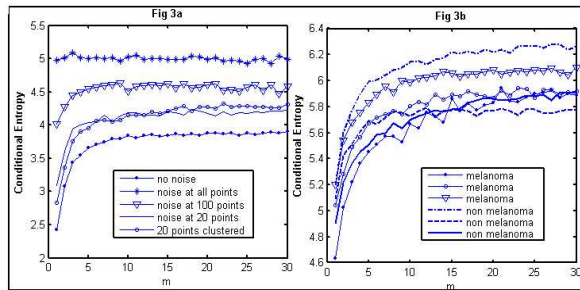 Fig 3a
Conditional Entropy
5.5
5
4.5
4
3.5
3
2.5
2
0 5 10 15 20 25 30
m
no noise
noise at all points
noise at 100 points
noise at 20 points
20 points clustered
Fig 3b
Conditional Entropy
6.4
6.2
6
5.8
5.6
5.4
5.2
5
4.8
4.6
0 5 10 15 20 25 30
m
melanoma
melanoma
melanoma
non melanoma
non melanoma
non melanoma